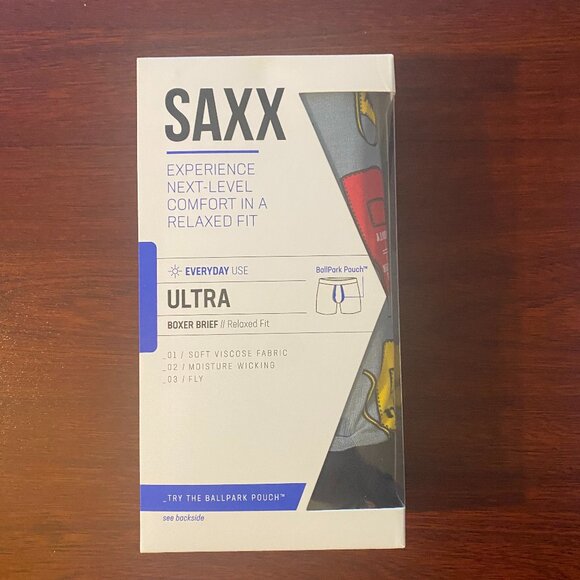 SAXX
EXPERIENCE
NEXT-LEVEL
COMFORT IN A
RELAXED FIT
EVERYDAY USE
BallPark Pouch™
ULTRA
BOXER BRIEF // Relaxed Fit
_01 / SOFT VISCOSE FABRIC
_02 / MOISTURE WICKING
_03 / FLY
_TRY THE BALLPARK POUCH™
see backside